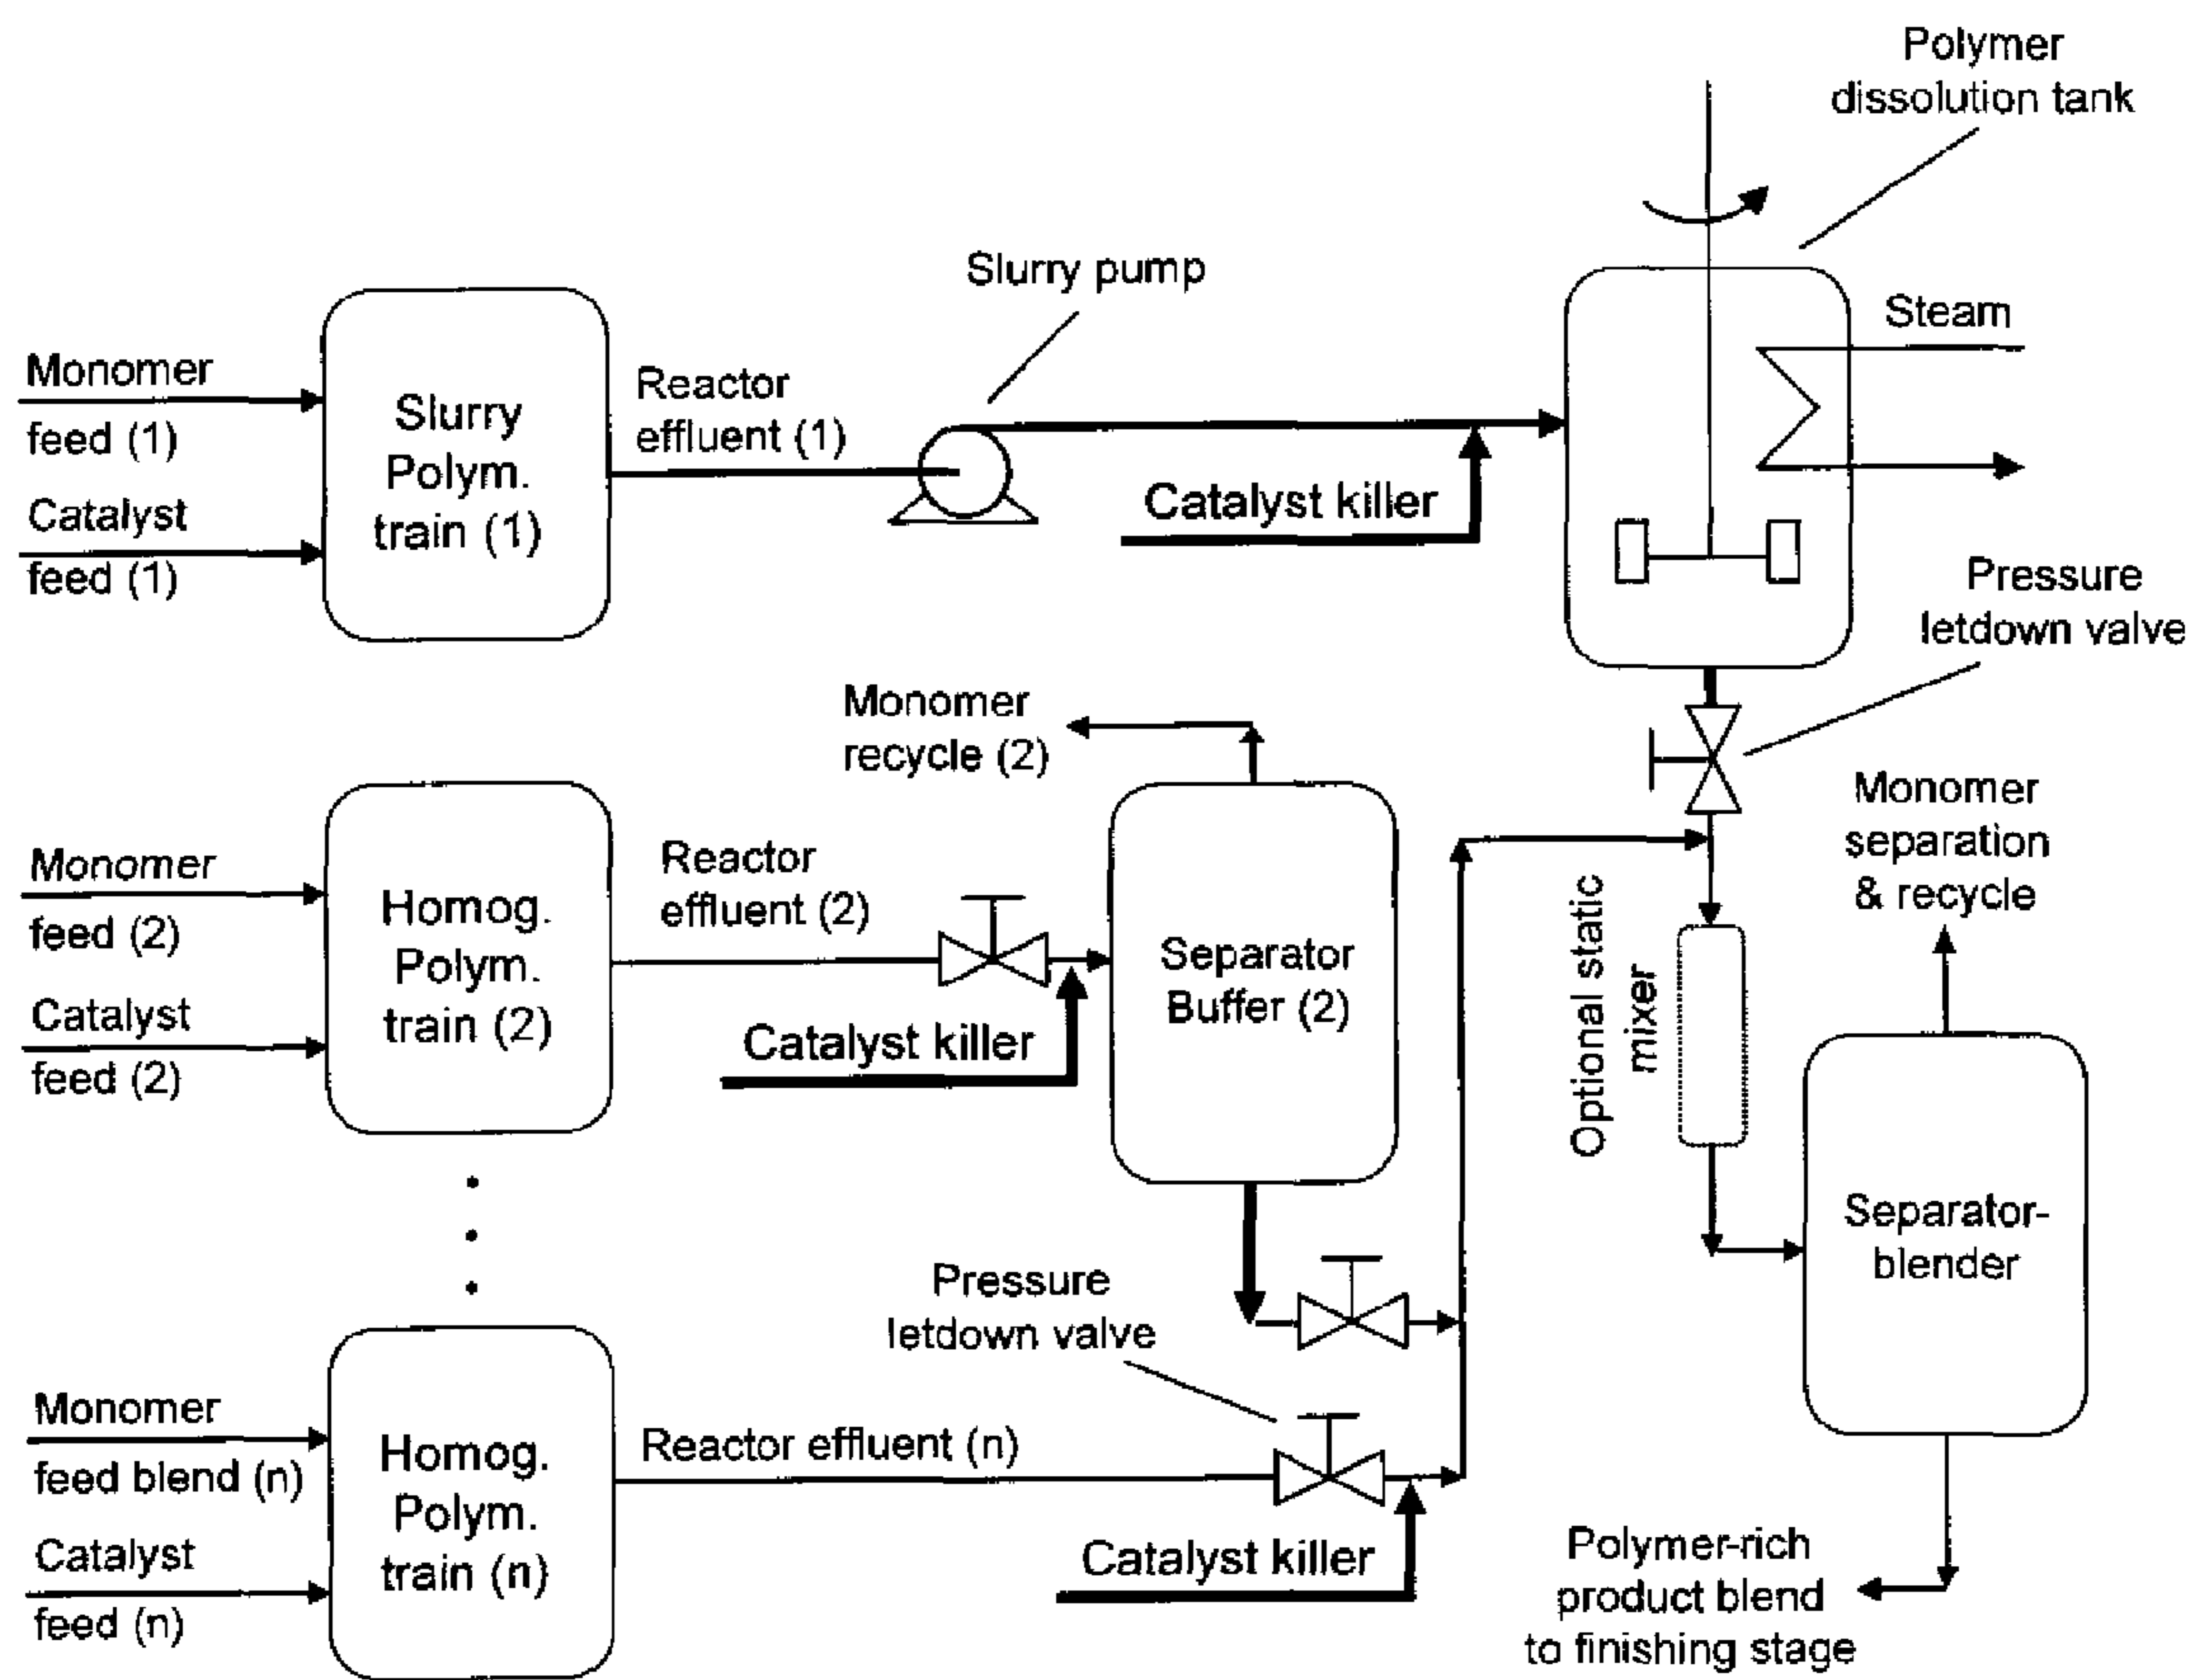 Polymer
dissolution tank
Slurry pump
Steam
Monomer
feed (1)
Catalyst
feed (1)
Slurry
Polym.
train (1)
Reactor
effluent (1)
Catalyst killer
Pressure
letdown valve
Monomer
recycle (2)
Monomer
feed (2)
Catalyst
feed (2)
Homog.
Polym.
train (2)
Reactor
effluent (2)
Catalyst killer
Separator
Buffer (2)
Optional static
mixer
Monomer
separation
& recycle
Separator-
blender
Pressure
letdown valve
Monomer
feed blend (n)
Catalyst
feed (n)
Homog.
Polym.
train (n)
Reactor effluent (n)
Catalyst killer
Polymer-rich
product blend
to finishing stage